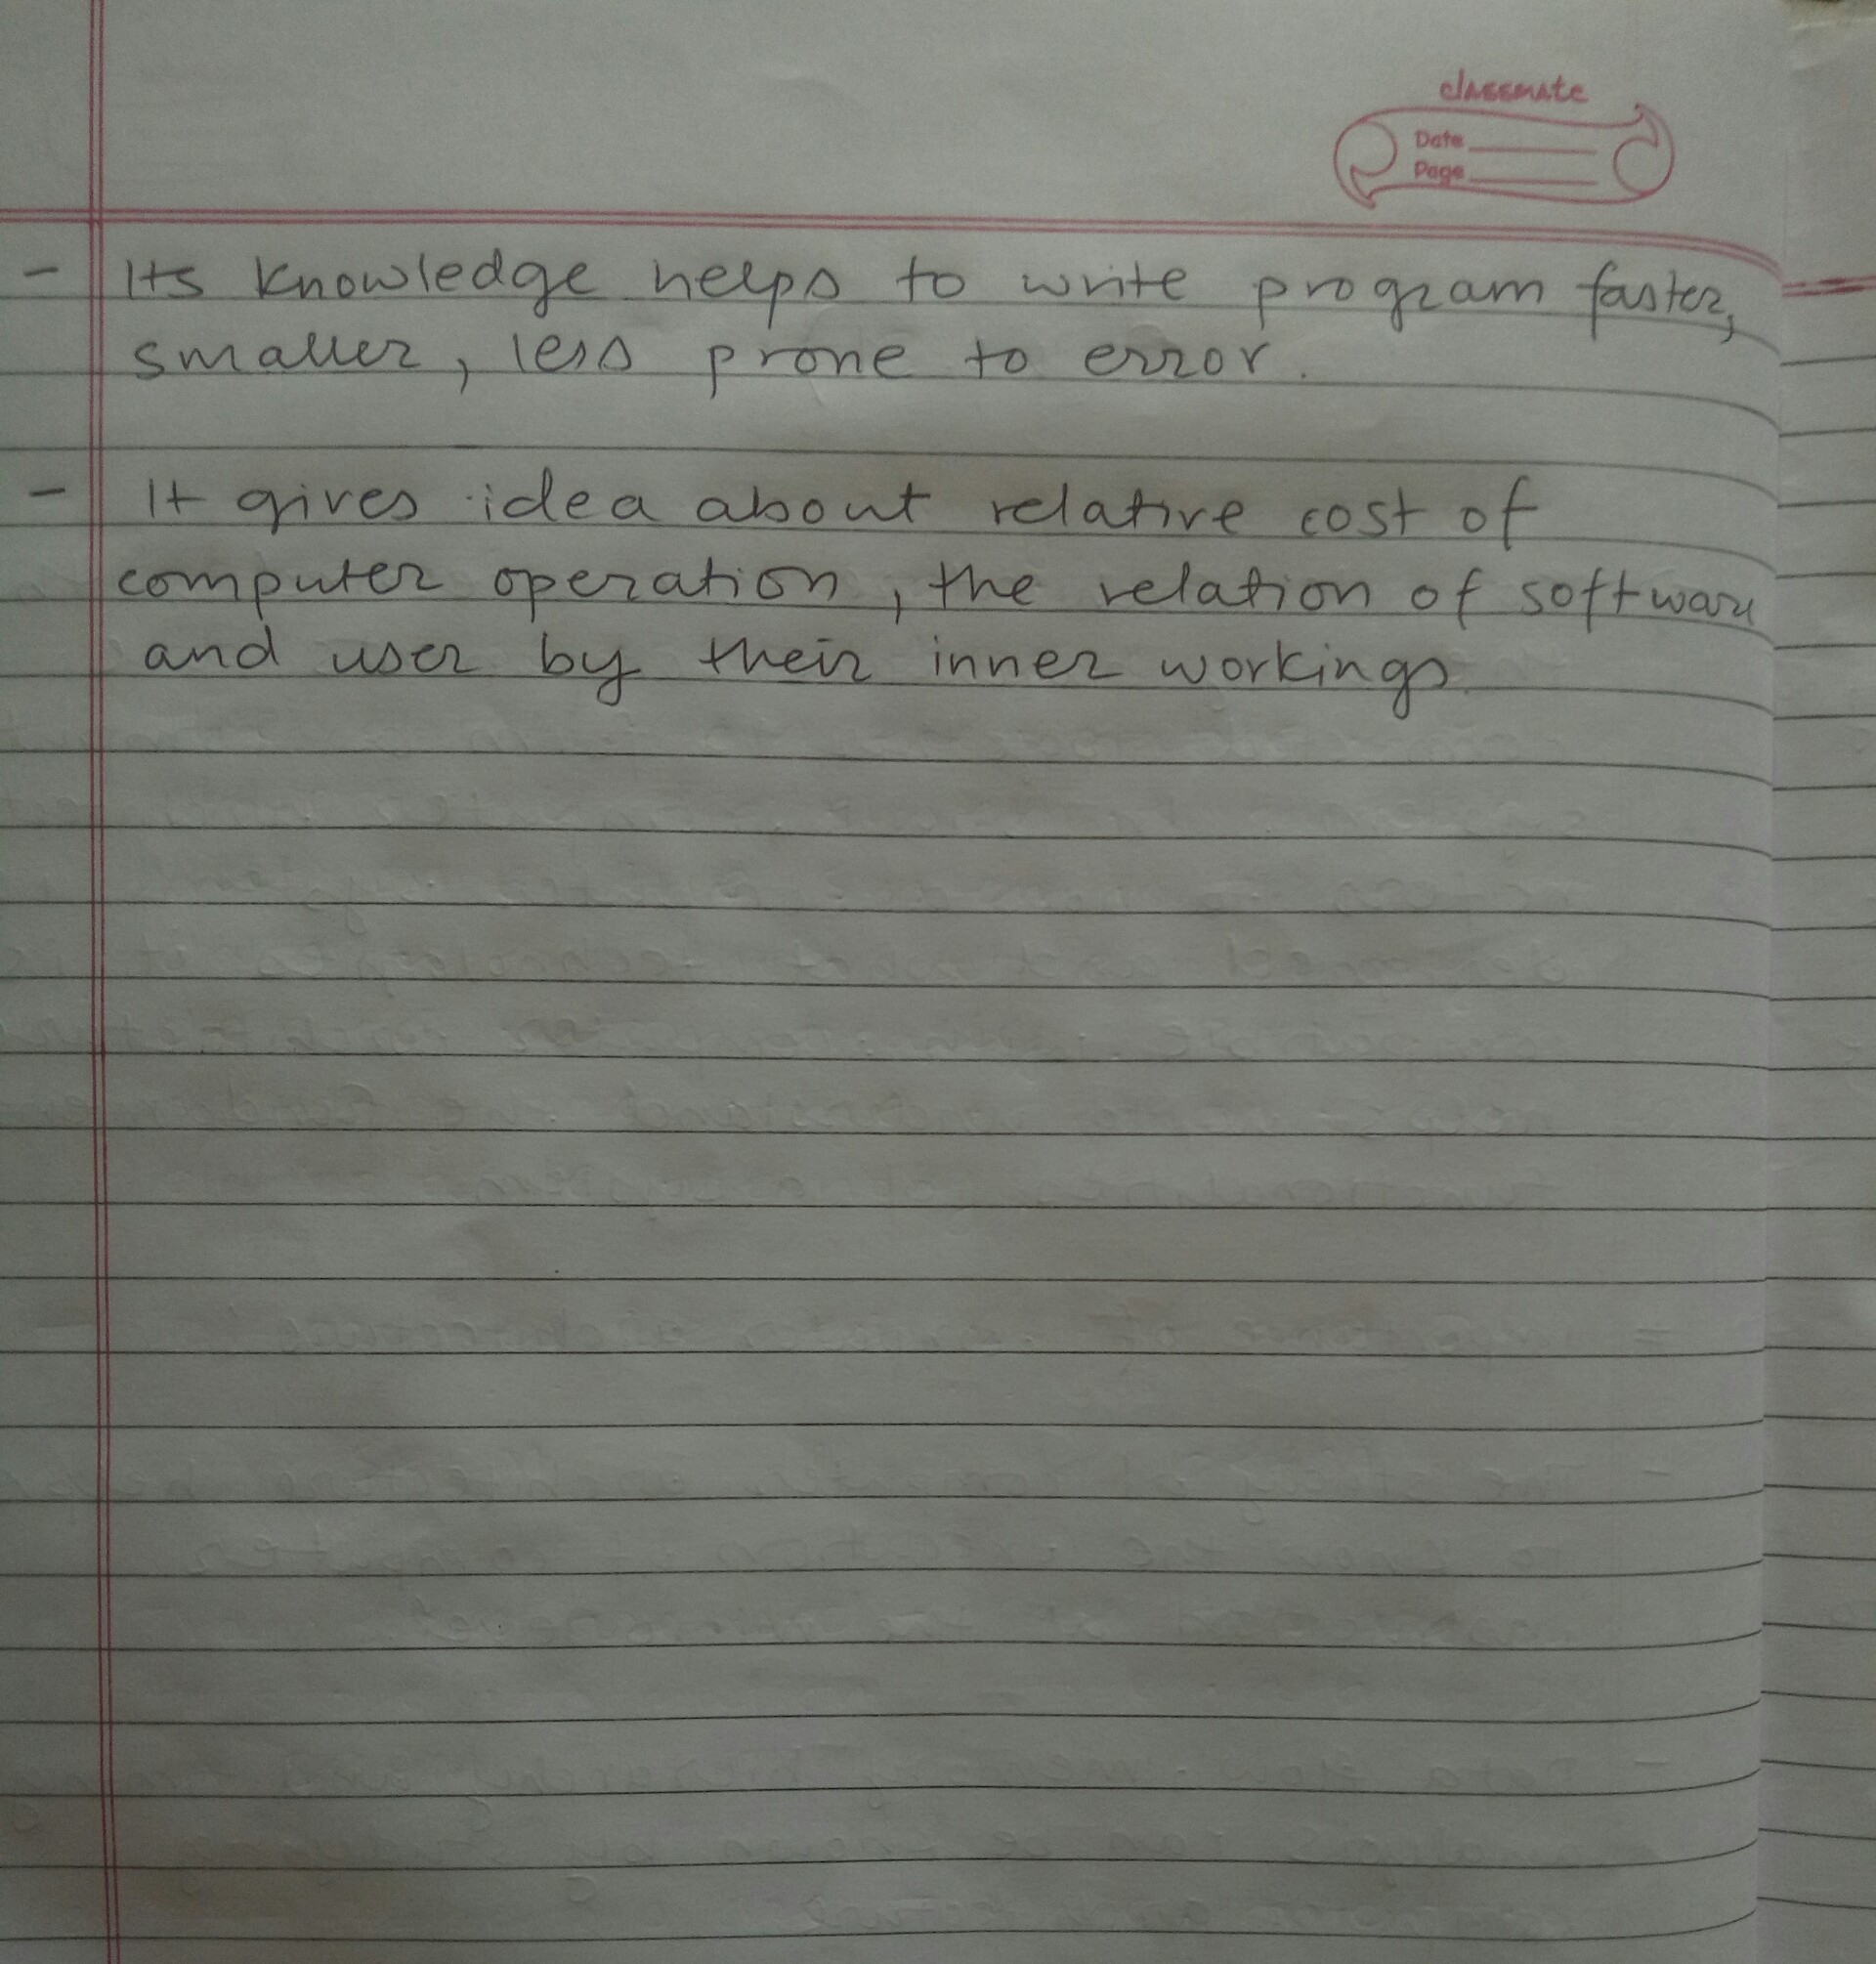 classmate
Date
Page
- Its knowledge helps to write program faster,
smaller, less prone to error.
- It gives idea about relative cost of
computer operation, the relation of software
and user by their inner workings.